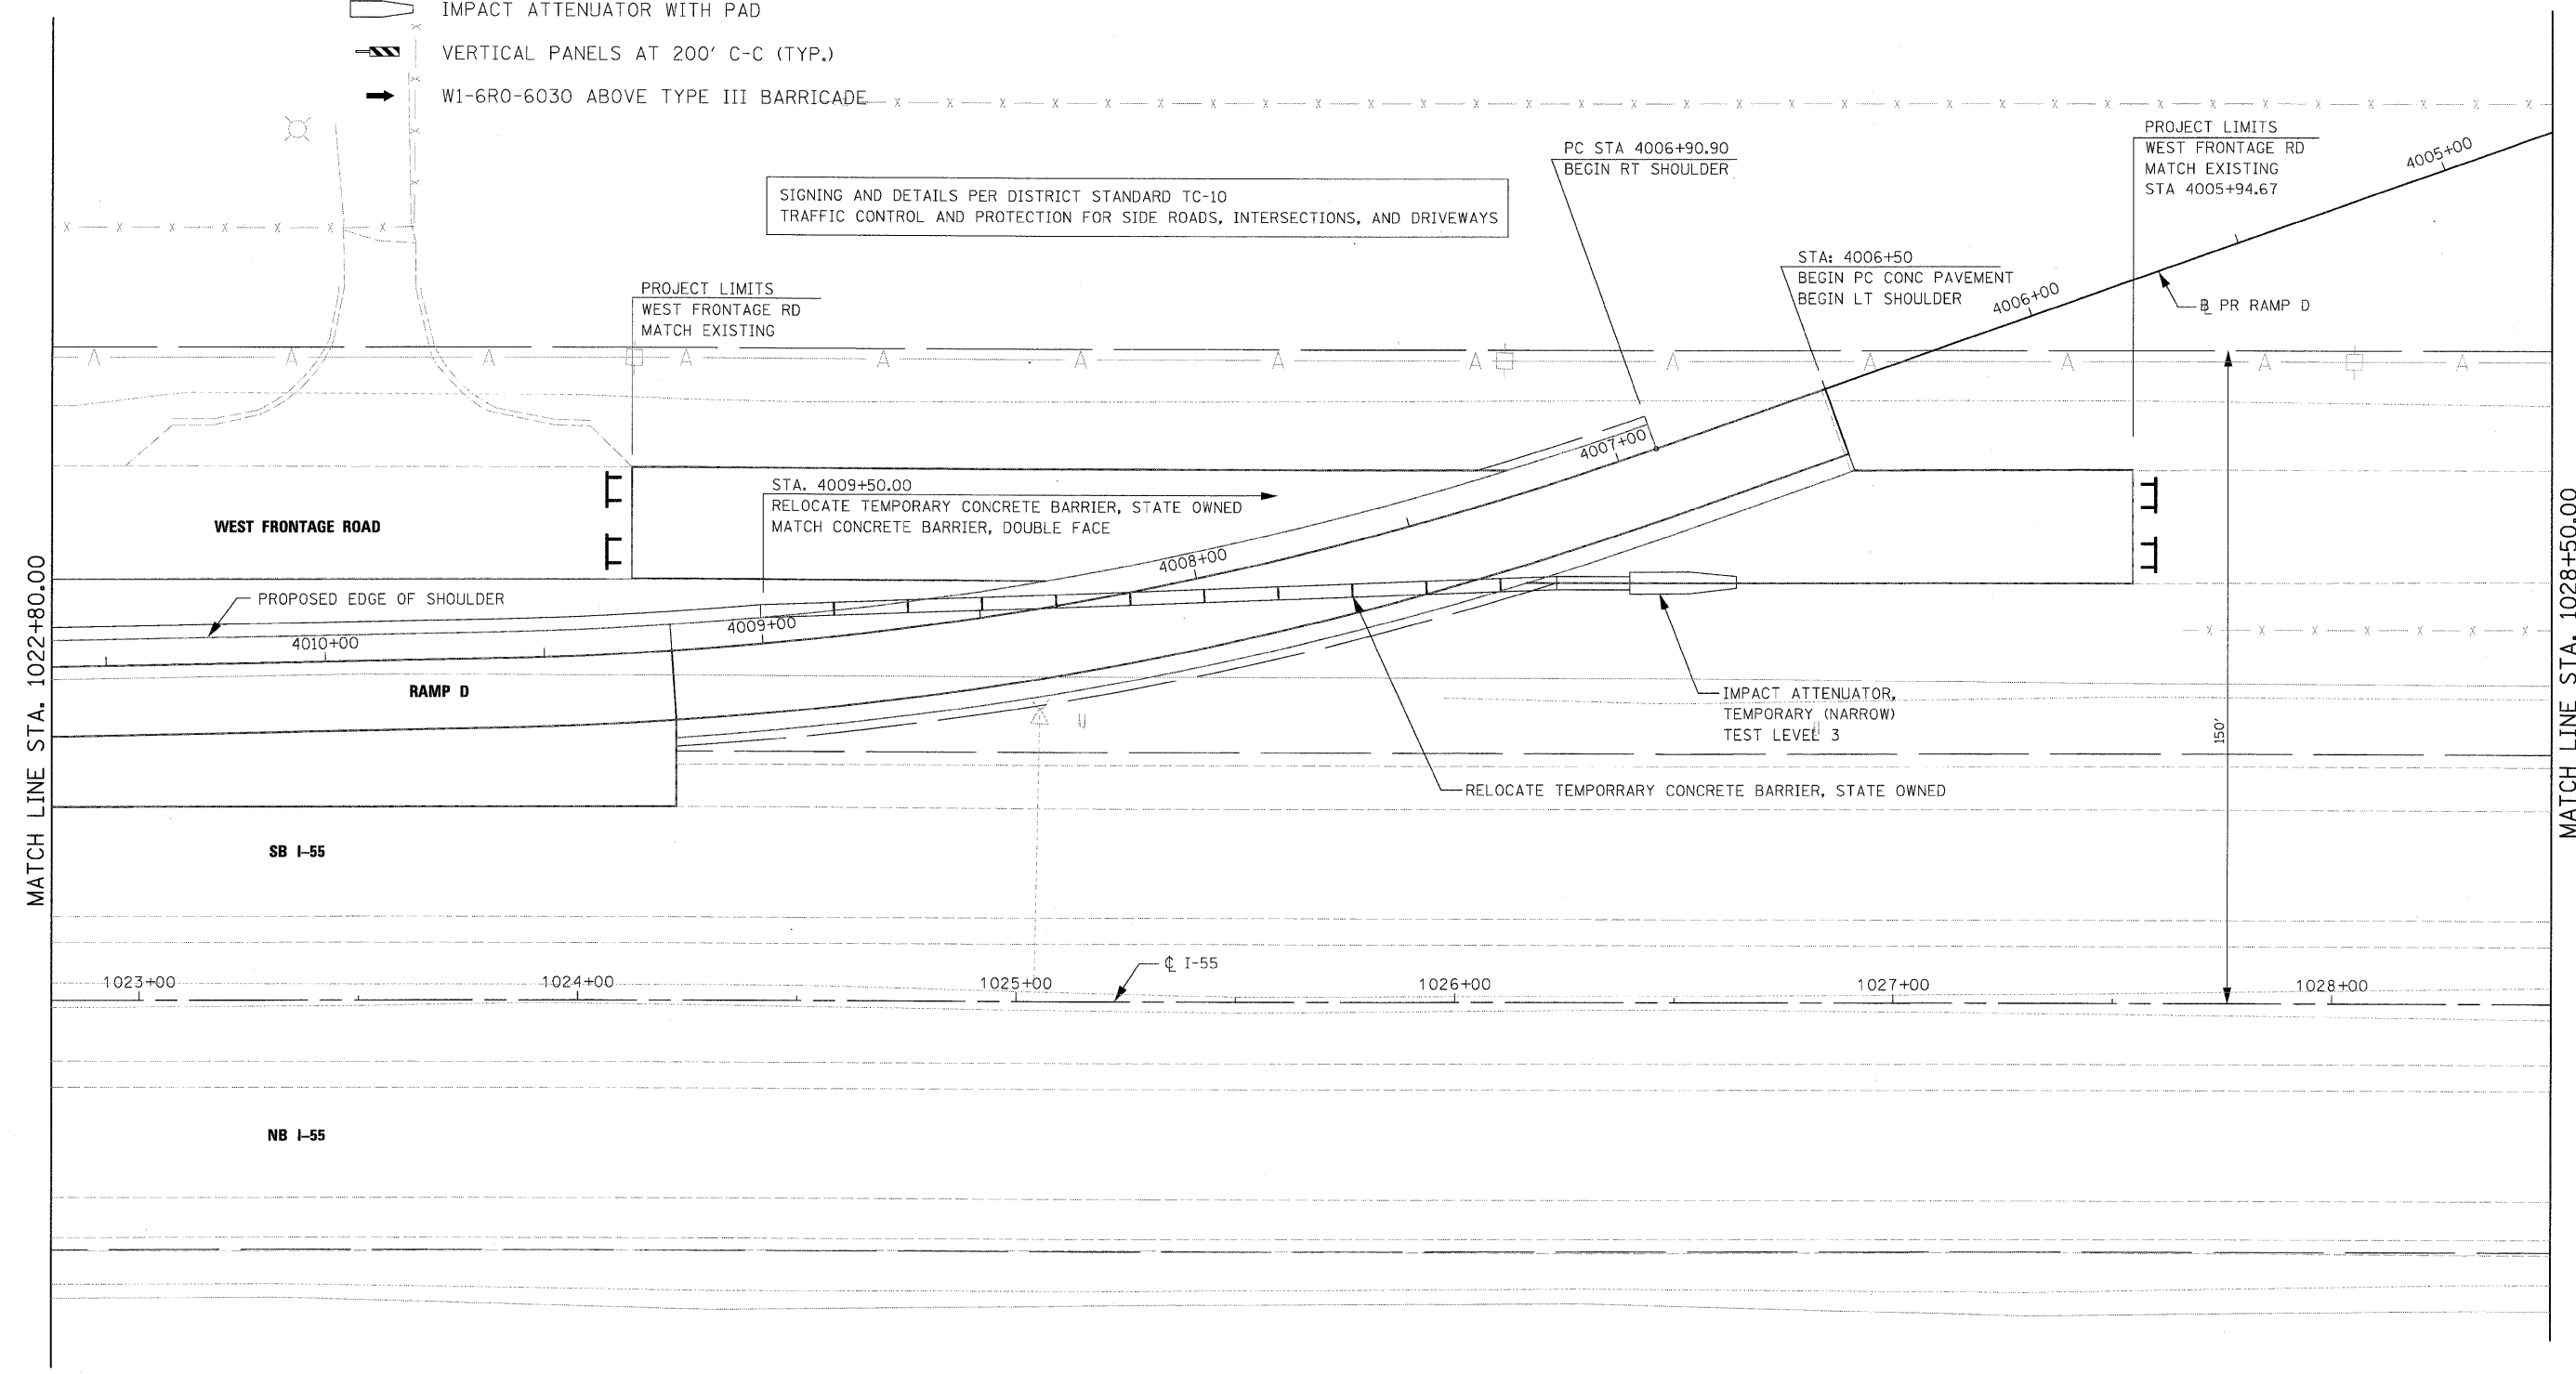 IMPACT ATTENUATOR WITH PAD
VERTICAL PANELS AT 200' C-C (TYP.)
W1-6R0-6030 ABOVE TYPE III BARRICADE
SIGNING AND DETAILS PER DISTRICT STANDARD TC-10
TRAFFIC CONTROL AND PROTECTION FOR SIDE ROADS, INTERSECTIONS, AND DRIVEWAYS
PC STA 4006+90.90
BEGIN RT SHOULDER
PROJECT LIMITS
WEST FRONTAGE RD
MATCH EXISTING
STA 4005+94.67
4005+00
STA: 4006+50
BEGIN PC CONC PAVEMENT
BEGIN LT SHOULDER
4006+00
BL PR RAMP D
PROJECT LIMITS
WEST FRONTAGE RD
MATCH EXISTING
4007+00
STA. 4009+50.00
RELOCATE TEMPORARY CONCRETE BARRIER, STATE OWNED
MATCH CONCRETE BARRIER, DOUBLE FACE
WEST FRONTAGE ROAD
4008+00
PROPOSED EDGE OF SHOULDER
4009+00
4010+00
RAMP D
IMPACT ATTENUATOR,
TEMPORARY (NARROW)
TEST LEVEL 3
150'
RELOCATE TEMPORRARY CONCRETE BARRIER, STATE OWNED
MATCH LINE STA. 1022+80.00
MATCH LINE STA. 1028+50.00
SB I-55
℄ I-55
1023+00
1024+00
1025+00
1026+00
1027+00
1028+00
NB I-55